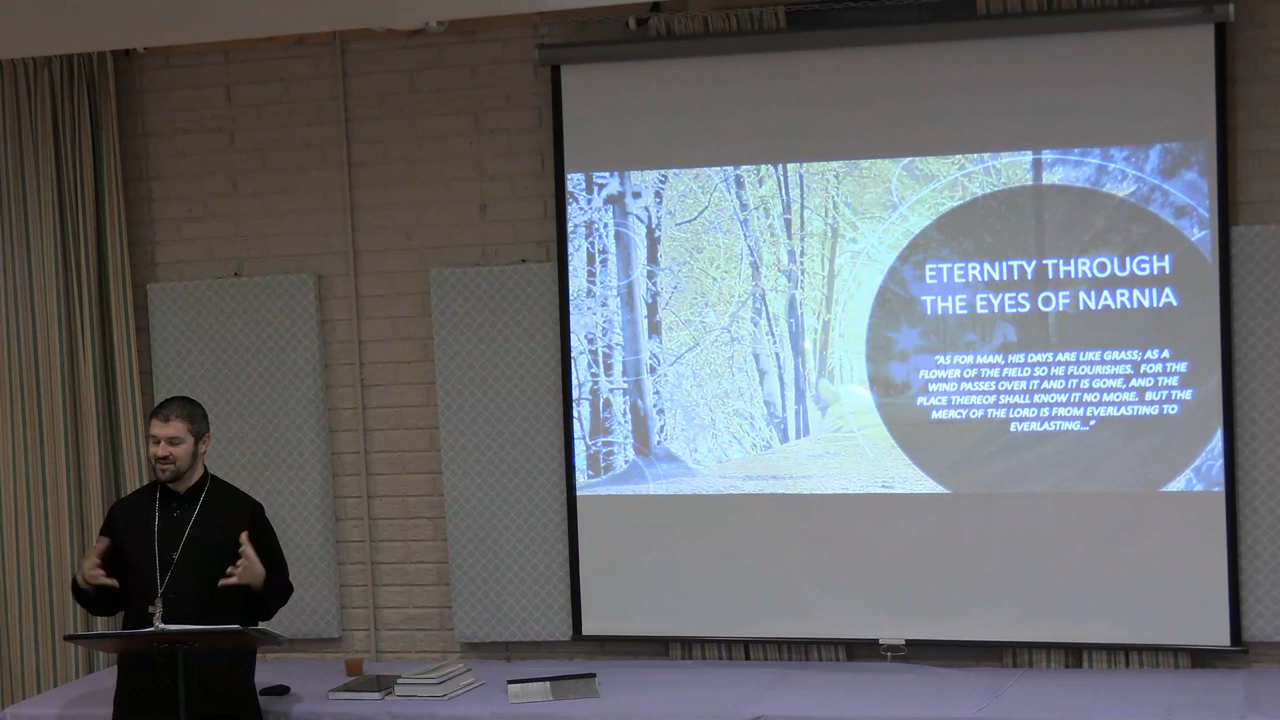 ETERNITY THROUGH
THE EYES OF NARNIA
"AS FOR MAN, HIS DAYS ARE LIKE GRASS; AS A
FLOWER OF THE FIELD SO HE FLOURISHES. FOR THE
WIND PASSES OVER IT AND IT IS GONE, AND THE
PLACE THEREOF SHALL KNOW IT NO MORE. BUT THE
MERCY OF THE LORD IS FROM EVERLASTING TO
EVERLASTING..."